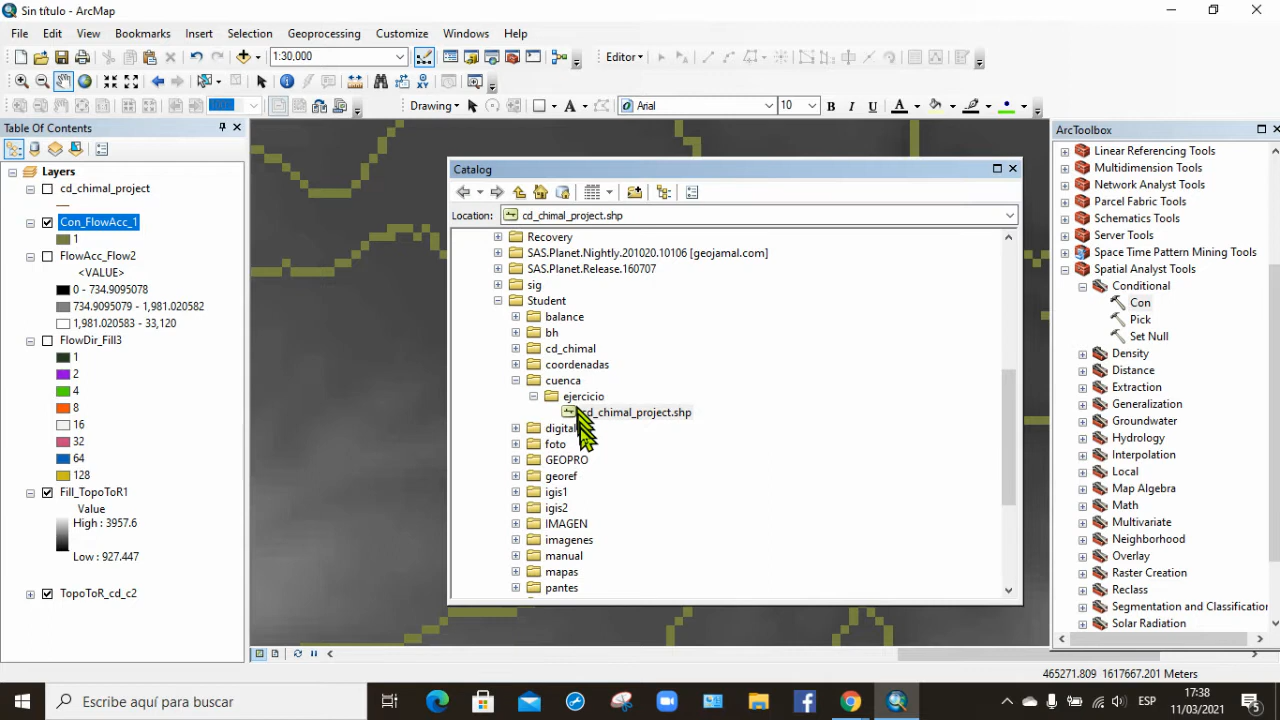 Sin título - ArcMap
File Edit View Bookmarks Insert Selection Geoprocessing Customize Windows Help
1:30,000 Editor
Drawing Arial 10 B I U A
Table Of Contents
Layers
cd_chimal_project
Con_FlowAcc_1
1
FlowAcc_Flow2
<VALUE>
0 - 734.9095078
734.9095079 - 1,981.020582
1,981.020583 - 33,120
FlowDir_Fill3
1
2
4
8
16
32
64
128
Fill_TopoToR1
Value
High : 3957.6
Low : 927.447
TopoToR_cd_c2
Catalog
Location: cd_chimal_project.shp
Recovery
SAS.Planet.Nightly.201020.10106 [geojamal.com]
SAS.Planet.Release.160707
sig
Student
balance
bh
cd_chimal
coordenadas
cuenca
ejercicio
cd_chimal_project.shp
digital
foto
GEOPRO
georef
igis1
igis2
IMAGEN
imagenes
manual
mapas
pantes
ArcToolbox
Linear Referencing Tools
Multidimension Tools
Network Analyst Tools
Parcel Fabric Tools
Schematics Tools
Server Tools
Space Time Pattern Mining Tools
Spatial Analyst Tools
Conditional
Con
Pick
Set Null
Density
Distance
Extraction
Generalization
Groundwater
Hydrology
Interpolation
Local
Map Algebra
Math
Multivariate
Neighborhood
Overlay
Raster Creation
Reclass
Segmentation and Classification
Solar Radiation
465271.809 1617667.201 Meters
Escribe aquí para buscar
ESP
17:38
11/03/2021
5